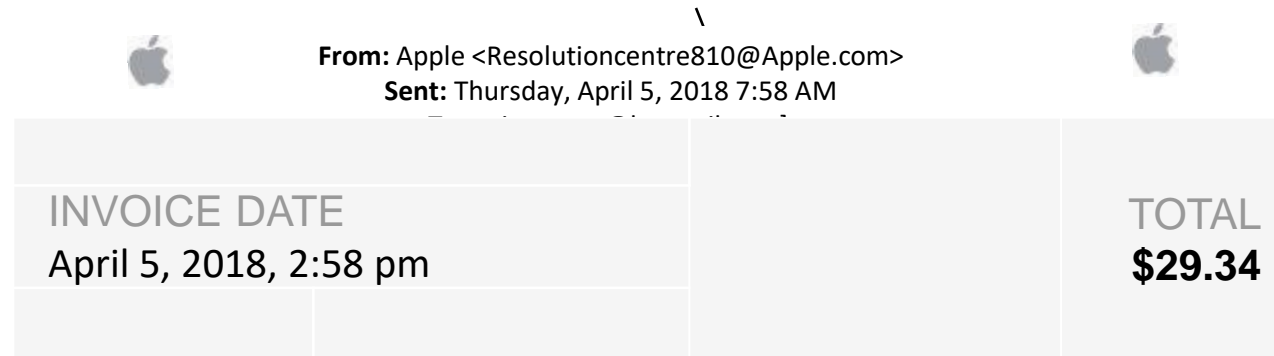 \
From: Apple <Resolutioncentre810@Apple.com>
Sent: Thursday, April 5, 2018 7:58 AM
INVOICE DATE
TOTAL
April 5, 2018, 2:58 pm
$29.34